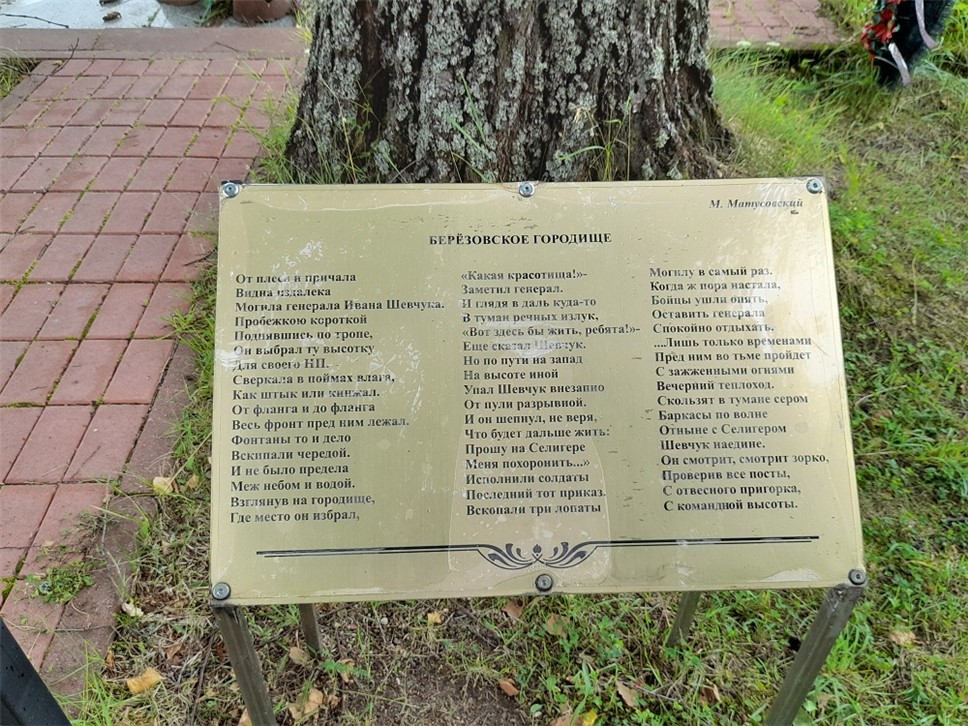 М. Матусовский
БЕРЁЗОВСКОЕ ГОРОДИЩЕ
От плеса и причала
Видна издалека
Могила генерала Ивана Шевчука.
Пробежкою короткой
Поднявшись по тропе,
Он выбрал ту высотку
Для своего НП.
Сверкала в поймах влага,
Как штык или кинжал.
От фланга и до фланга
Весь фронт пред ним лежал.
Фонтаны то и дело
Вскипали чередой.
И не было предела
Меж небом и водой.
Взглянув на городище,
Где место он избрал,
«Какая красотища!»-
Заметил генерал.
И глядя в даль куда-то
В туман речных излук,
«Вот здесь бы жить, ребята!»-
Еще сказал Шевчук.
Но по пути на запад
На высоте иной
Упал Шевчук внезапно
От пули разрывной.
И он шепнул, не веря,
Что будет дальше жить:
Прошу на Селигере
Меня похоронить...»
Исполнили солдаты
Последний тот приказ.
Вскопали три лопаты
Могилу в самый раз.
Когда ж пора настала,
Бойцы ушли опять,
Оставить генерала
Спокойно отдыхать.
...Лишь только временами
Пред ним во тьме пройдет
С зажженными огнями
Вечерний теплоход.
Скользят в тумане сером
Баркасы по волне
Отныне с Селигером
Шевчук наедине.
Он смотрит, смотрит зорко,
Проверив все посты,
С отвесного пригорка,
С командной высоты.